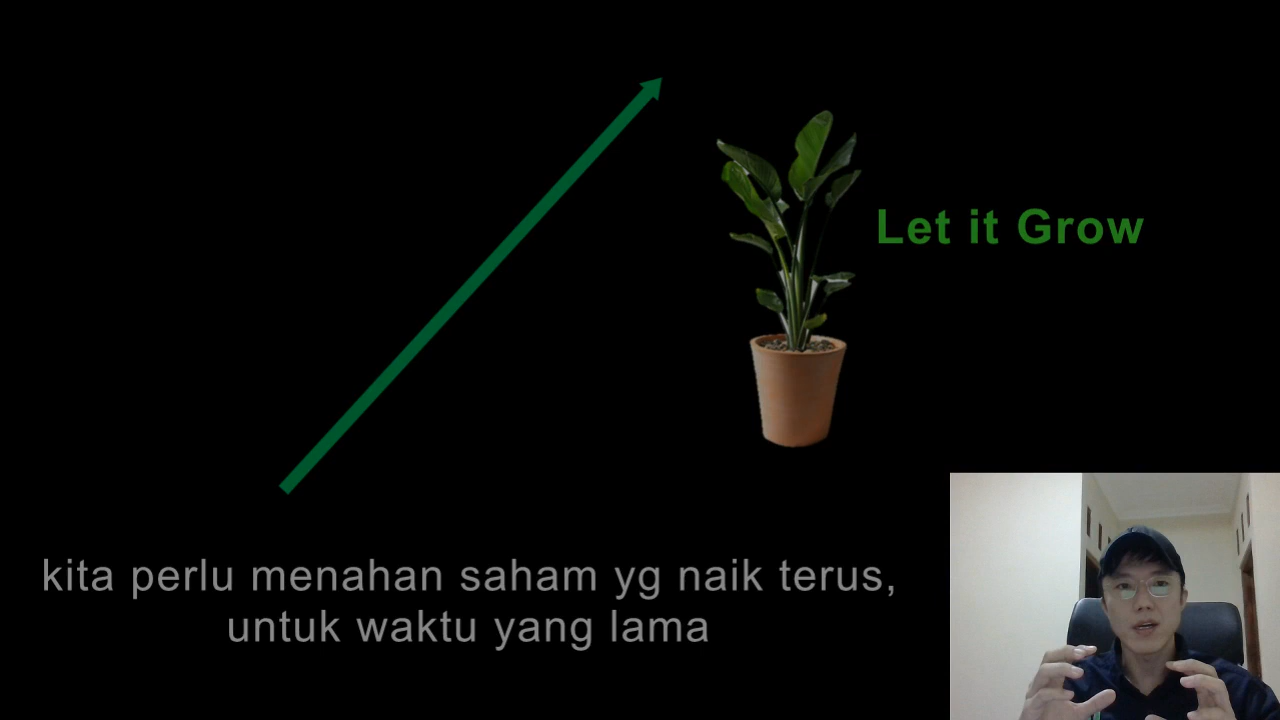 Let it Grow
kita perlu menahan saham yg naik terus,
untuk waktu yang lama